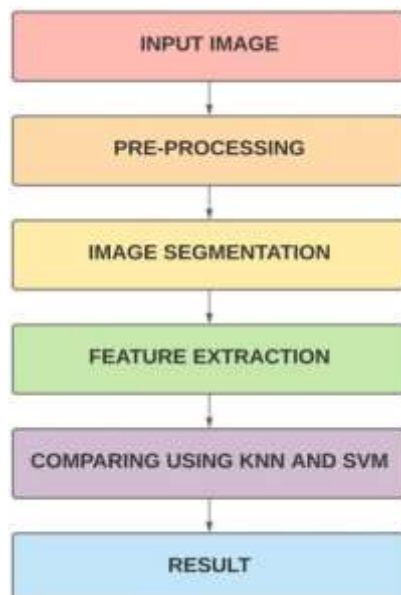 INPUT IMAGE
PRE-PROCESSING
IMAGE SEGMENTATION
FEATURE EXTRACTION
COMPARING USING KNN AND SVM
RESULT